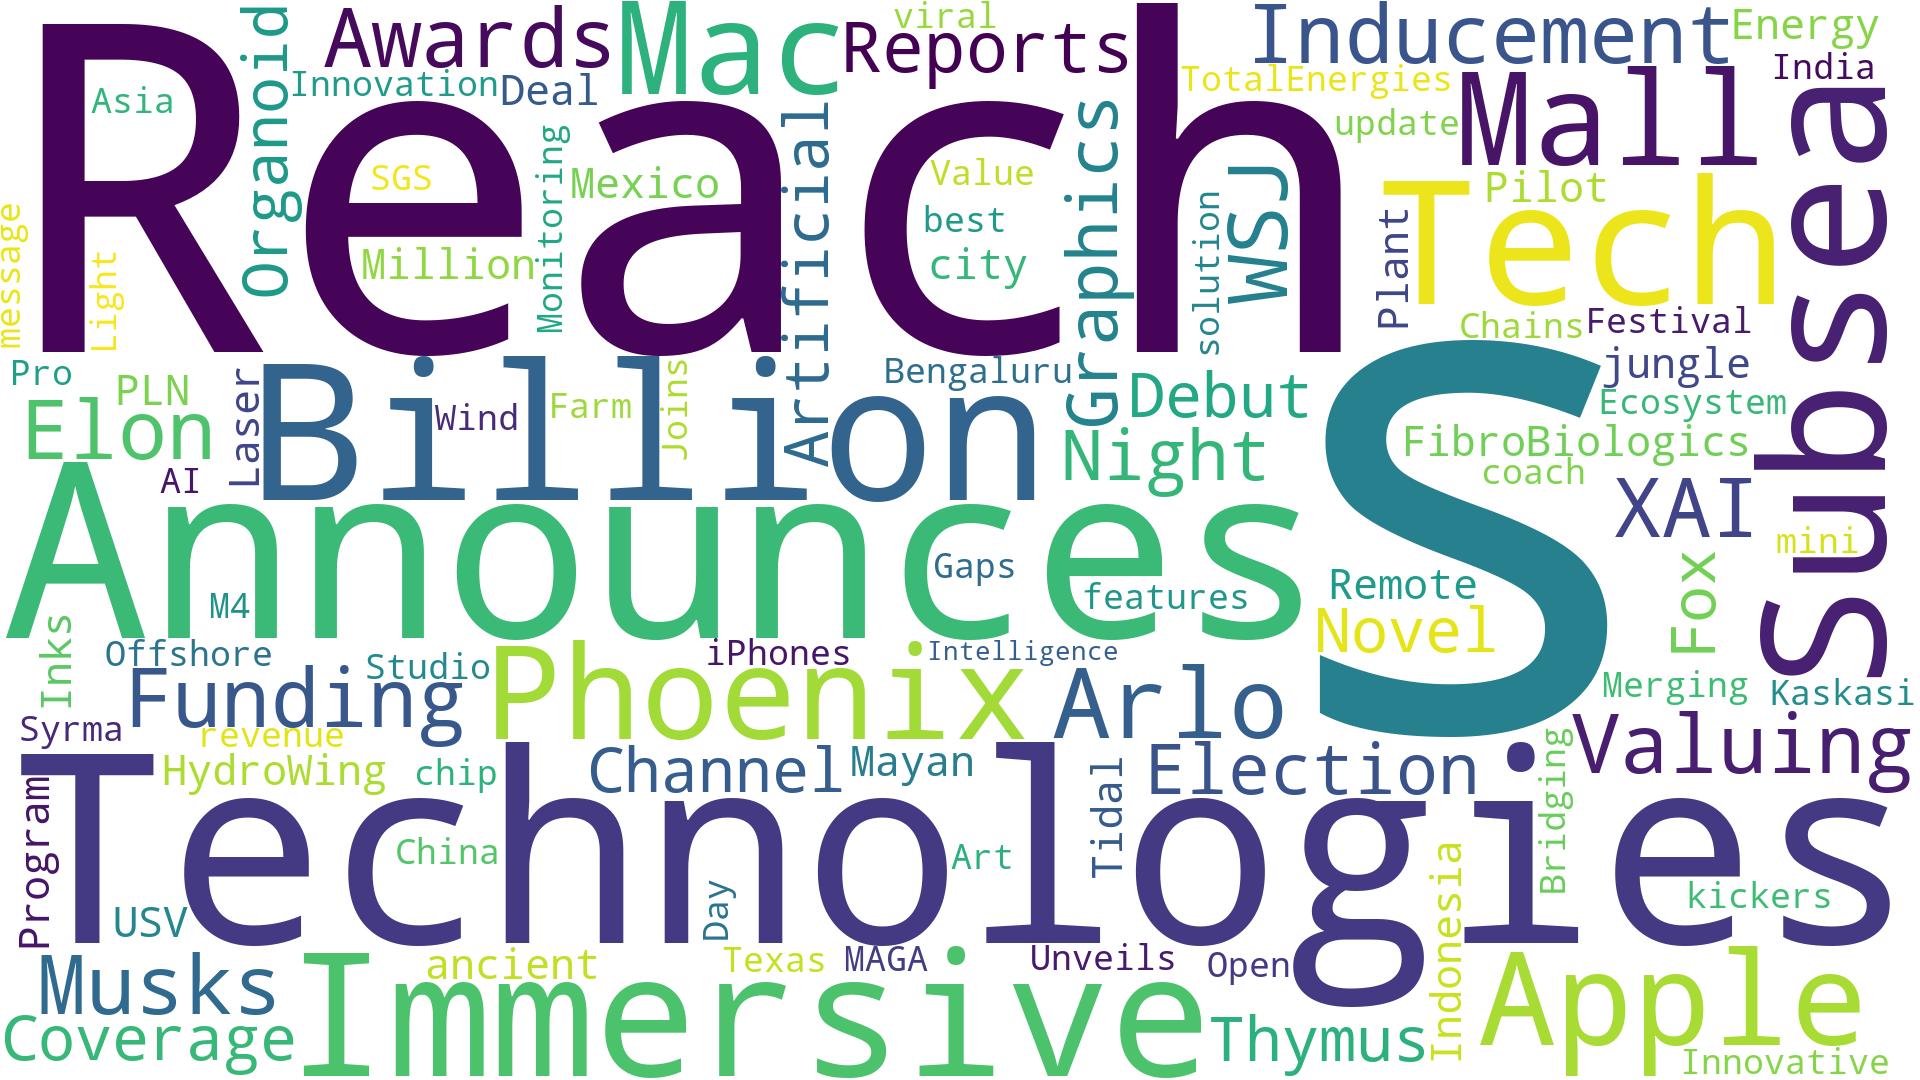 Reach
Awards
Mac
Reports
viral
Inducement
Energy
Asia
Organoid
Innovation
Deal
TotalEnergies
India
update
Mall
Subsea
SGS
Monitoring
Mexico
Artificial
Value
best
city
Graphics
solution
WSJ
Tech
Pilot
Plant
message
Light
Million
Chains
Festival
jungle
Pro
PLN
Elon
Laser
AI
Billion
Wind
Farm
Joins
Bengaluru
Debut
Night
S
Ecosystem
FibroBiologics
coach
XAI
mini
Announces
M4
Gaps
features
Remote
Novel
Fox
Inks
Offshore
Studio
Funding
Phoenix
iPhones
Intelligence
Arlo
Merging
Kaskasi
Syrma
revenue
HydroWing
chip
Channel
Mayan
Election
Valuing
Bridging
Technologies
Program
China
Art
Tidal
Day
Indonesia
kickers
USV
Musks
ancient
Texas
MAGA
Unveils
Open
Immersive
Apple
Coverage
Thymus
Innovative